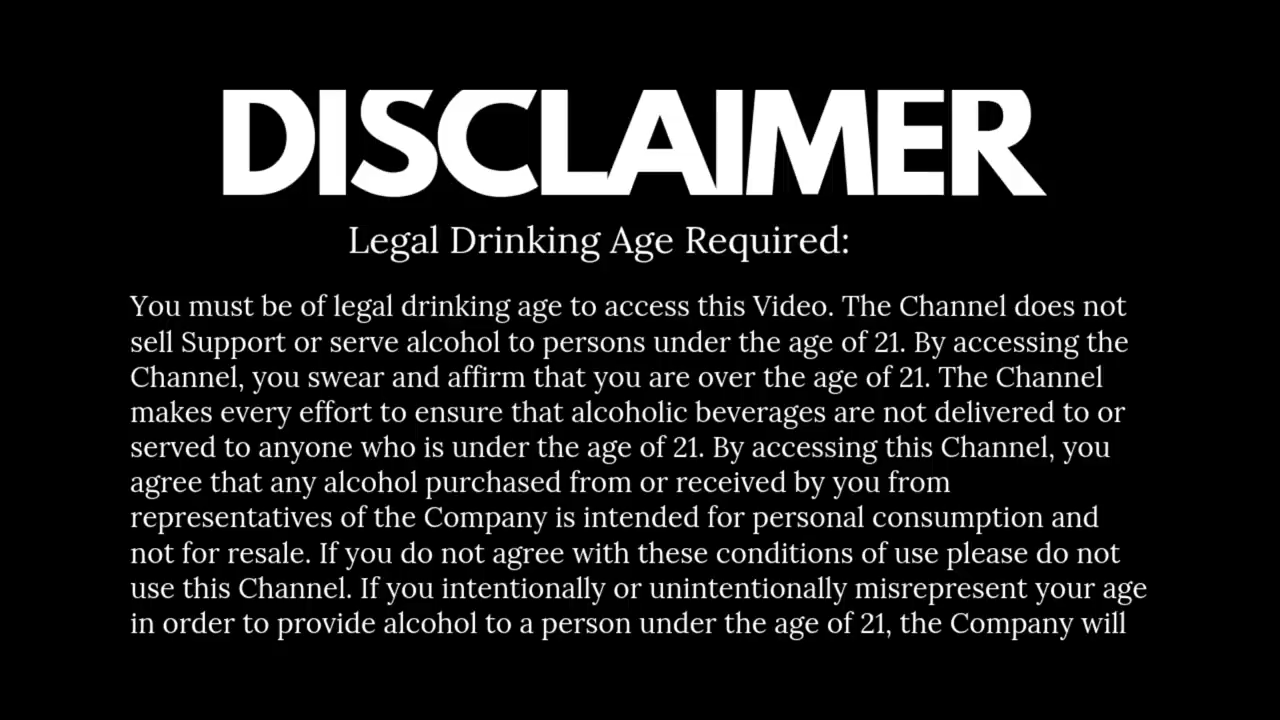 DISCLAIMER
Legal Drinking Age Required:
You must be of legal drinking age to access this Video. The Channel does not
sell Support or serve alcohol to persons under the age of 21. By accessing the
Channel, you swear and affirm that you are over the age of 21. The Channel
makes every effort to ensure that alcoholic beverages are not delivered to or
served to anyone who is under the age of 21. By accessing this Channel, you
agree that any alcohol purchased from or received by you from
representatives of the Company is intended for personal consumption and
not for resale. If you do not agree with these conditions of use please do not
use this Channel. If you intentionally or unintentionally misrepresent your age
in order to provide alcohol to a person under the age of 21, the Company will